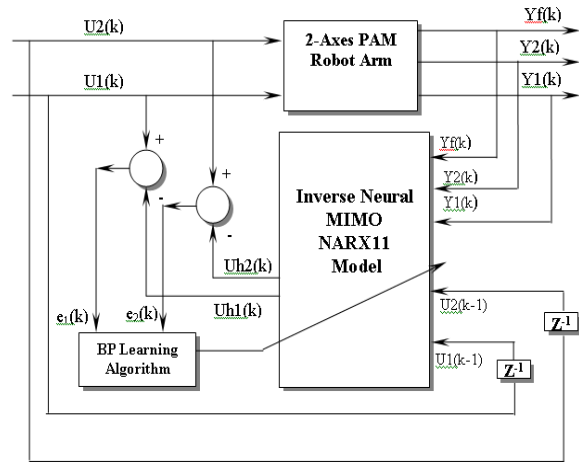 U2(k)
2-Axes PAM
Robot Arm
Yf(k)
Y2(k)
U1(k)
Y1(k)
+
-
+
-
Yf(k)
Y2(k)
Y1(k)
Inverse Neural
MIMO
NARX11
Model
Uh2(k)
Uh1(k)
e₁(k)
e₂(k)
U2(k-1)
Z⁻¹
BP Learning
Algorithm
U1(k-1)
Z⁻¹